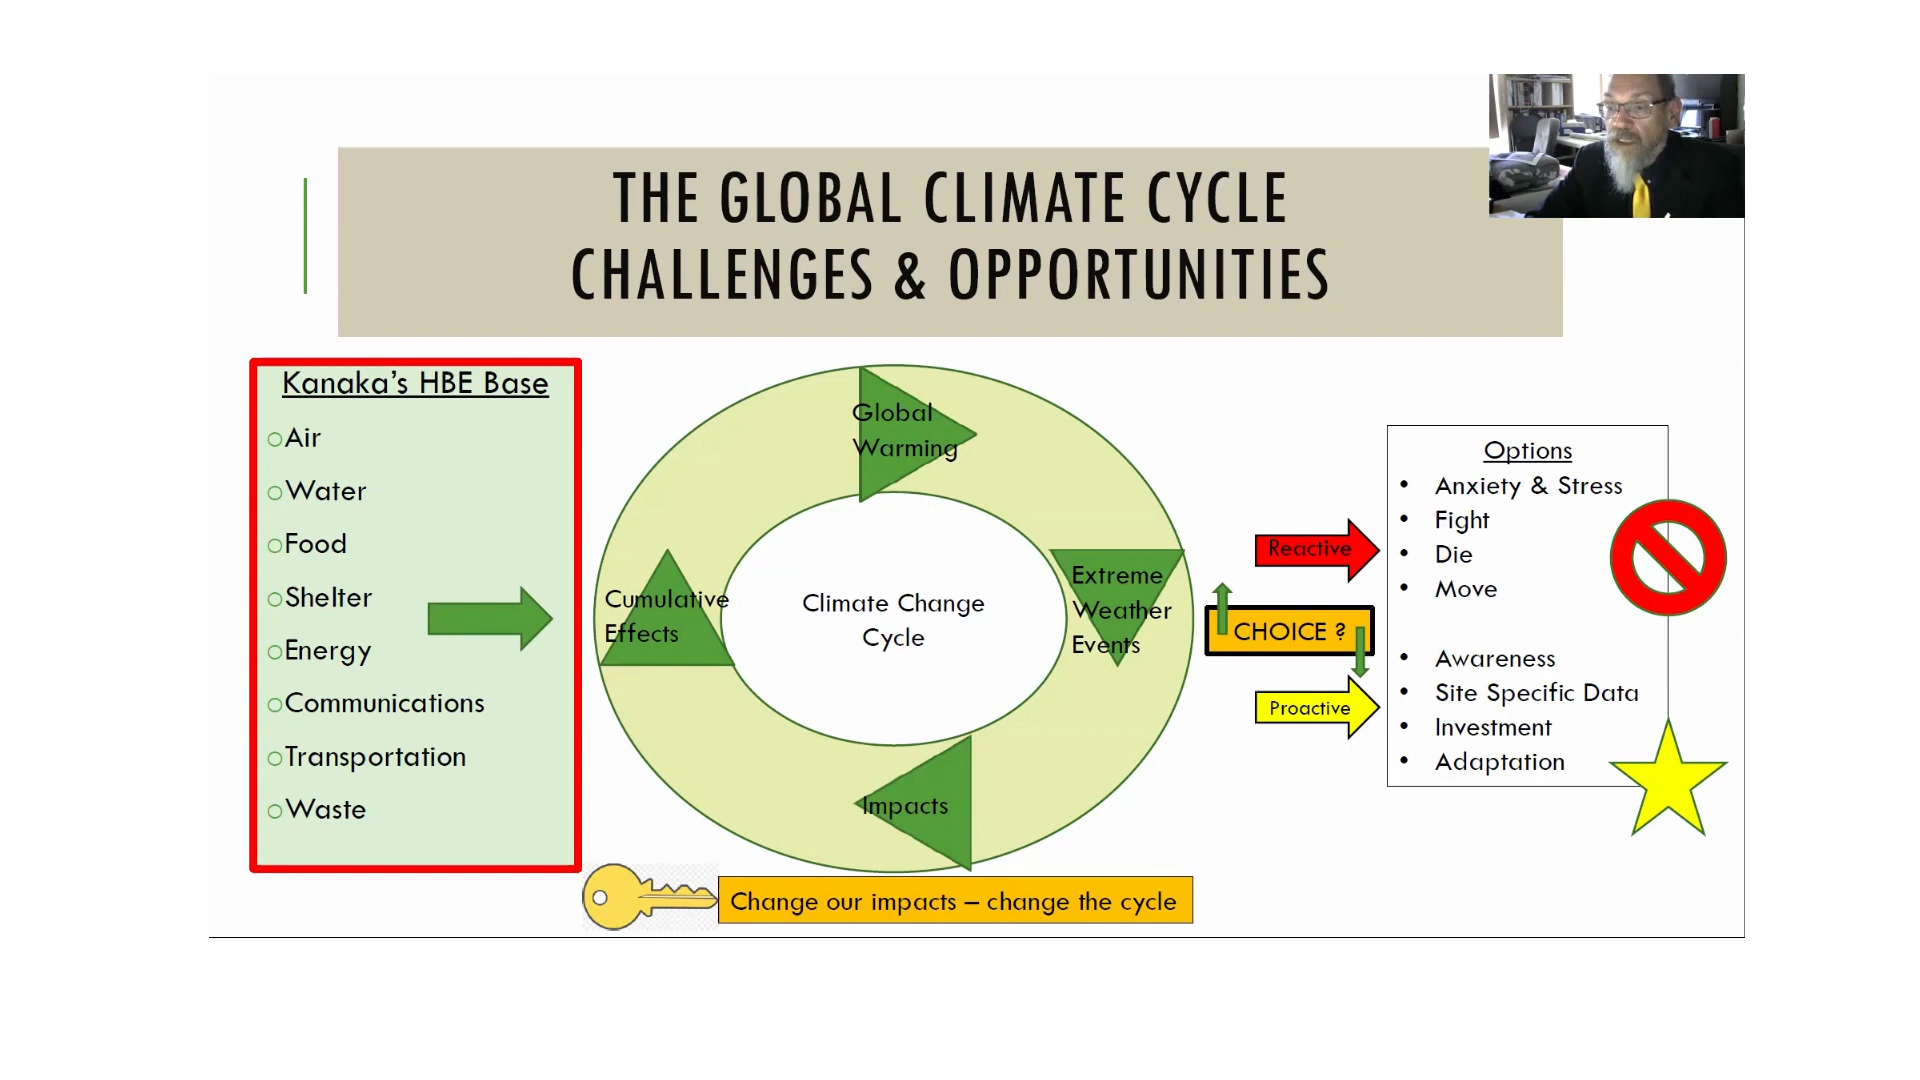 THE GLOBAL CLIMATE CYCLE
CHALLENGES & OPPORTUNITIES
Kanaka's HBE Base
Air
Water
Food
Shelter
Energy
Communications
Transportation
Waste
Global
Warming
Cumulative
Effects
Climate Change
Cycle
Extreme
Weather
Events
Impacts
Change our impacts – change the cycle
Reactive
CHOICE ?
Proactive
Options
• Anxiety & Stress
• Fight
• Die
• Move
• Awareness
• Site Specific Data
• Investment
• Adaptation